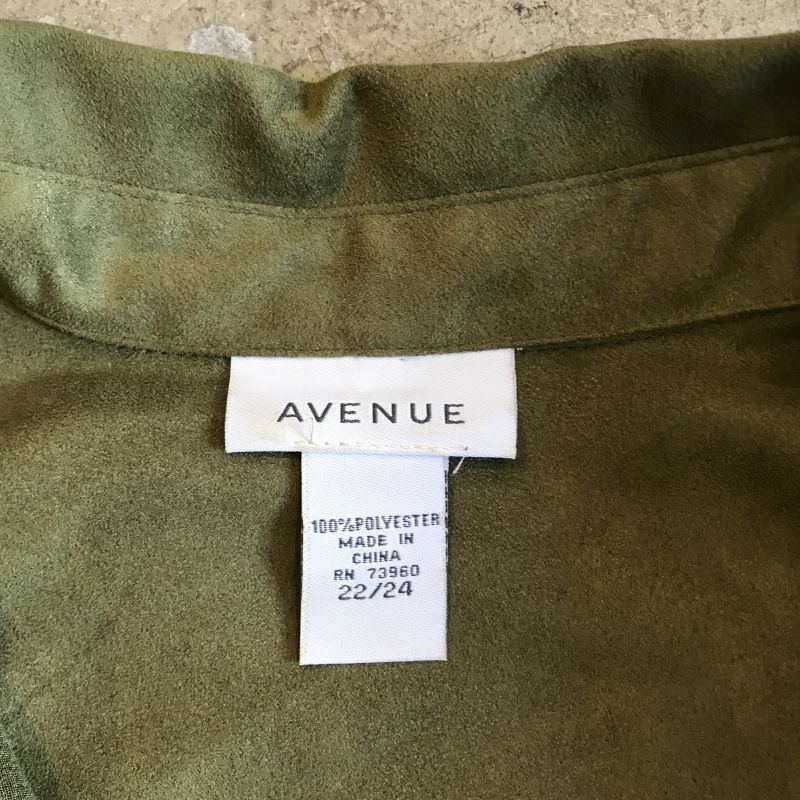 AVENUE
100%POLYESTER
MADE IN
CHINA
RN 73960
22/24